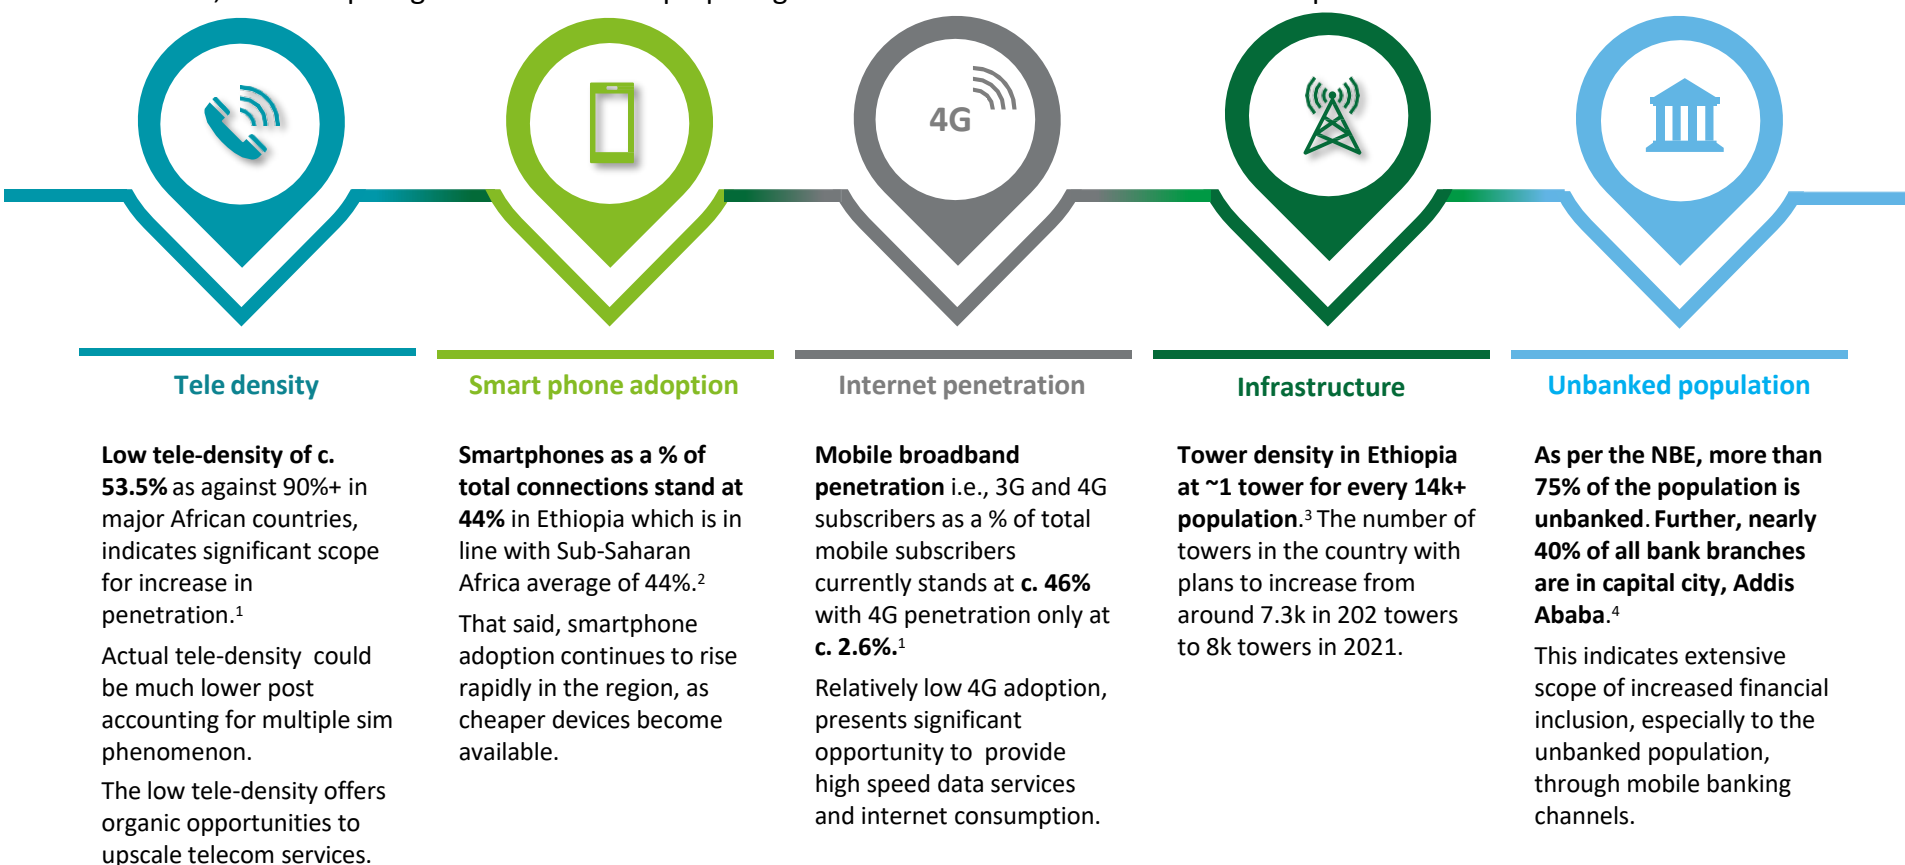 4G
Tele density
Low tele-density of c.
53.5% as against 90%+ in
major African countries,
indicates significant scope
for increase in
penetration.1
Actual tele-density could
be much lower post
accounting for multiple sim
phenomenon.
The low tele-density offers
organic opportunities to
upscale telecom services.
Smart phone adoption
Smartphones as a % of
total connections stand at
44% in Ethiopia which is in
line with Sub-Saharan
Africa average of 44%.2
That said, smartphone
adoption continues to rise
rapidly in the region, as
cheaper devices become
available.
Internet penetration
Mobile broadband
penetration i.e., 3G and 4G
subscribers as a % of total
mobile subscribers
currently stands at c. 46%
with 4G penetration only at
c. 2.6%.1
Relatively low 4G adoption,
presents significant
opportunity to provide
high speed data services
and internet consumption.
Infrastructure
Tower density in Ethiopia
at ~1 tower for every 14k+
population.3 The number of
towers in the country with
plans to increase from
around 7.3k in 202 towers
to 8k towers in 2021.
Unbanked population
As per the NBE, more than
75% of the population is
unbanked. Further, nearly
40% of all bank branches
are in capital city, Addis
Ababa.4
This indicates extensive
scope of increased financial
inclusion, especially to the
unbanked population,
through mobile banking
channels.